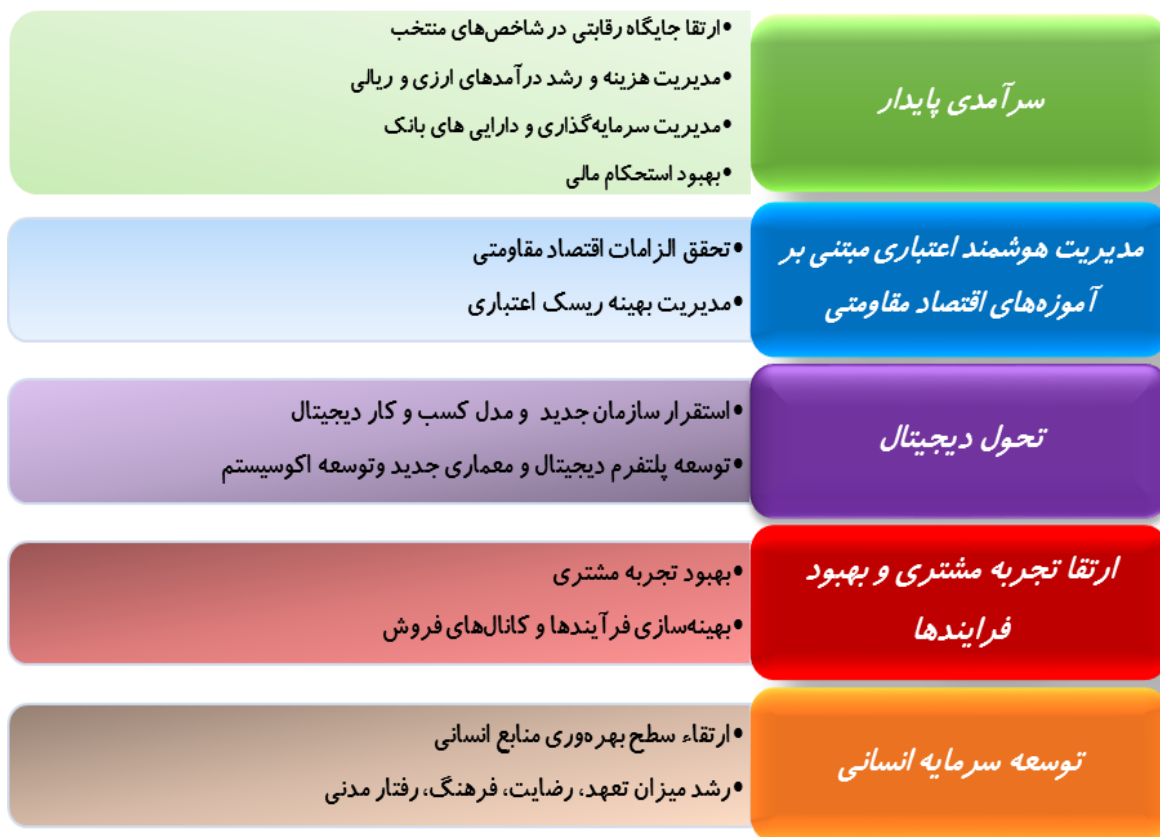 سرآمدی پایدار
•ارتقا جایگاه رقابتی در شاخص‌های منتخب
•مدیریت هزینه و رشد درآمدهای ارزی و ریالی
•مدیریت سرمایه‌گذاری و دارایی های بانک
•بهبود استحکام مالی
مدیریت هوشمند اعتباری مبتنی بر
آموزه‌های اقتصاد مقاومتی
•تحقق الزامات اقتصاد مقاومتی
•مدیریت بهینه ریسک اعتباری
تحول دیجیتال
•استقرار سازمان جدید و مدل کسب و کار دیجیتال
•توسعه پلتفرم دیجیتال و معماری جدید وتوسعه اکوسیستم
ارتقا تجربه مشتری و بهبود
فرایندها
•بهبود تجربه مشتری
•بهینه‌سازی فرآیندها و کانال‌های فروش
توسعه سرمایه انسانی
•ارتقاء سطح بهره‌وری منابع انسانی
•رشد میزان تعهد، رضایت، فرهنگ، رفتار مدنی